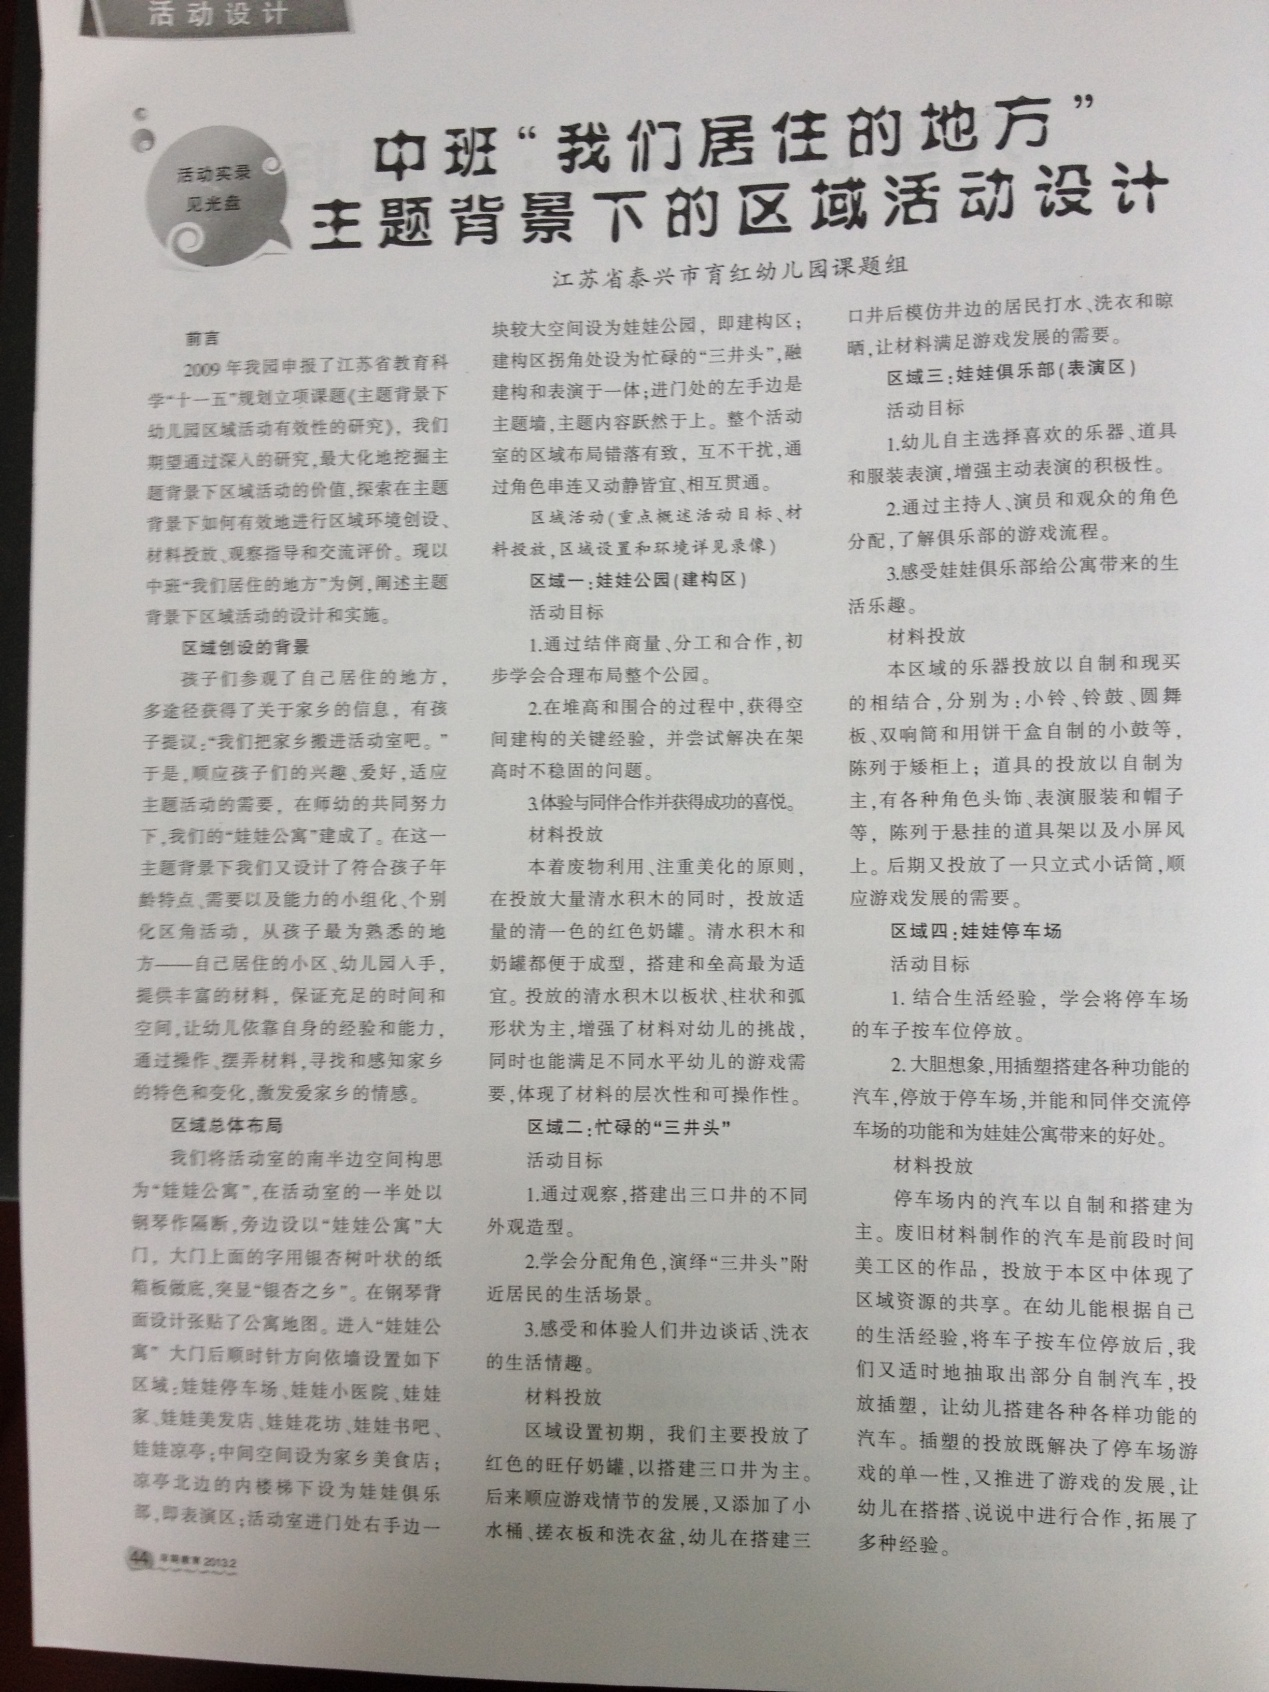 活动设计
活动实录
见光盘
中班“我们居住的地方”
主题背景下的区域活动设计
江苏省泰兴市育红幼儿园课题组
前言
2009年我园申报了江苏省教育科
学“十一五”规划立项课题《主题背景下
幼儿园区域活动有效性的研究》，我们
期望通过深入的研究,最大化地挖掘主
题背景下区域活动的价值,探索在主题
背景下如何有效地进行区域环境创设、
材料投放、观察指导和交流评价。现以
中班“我们居住的地方”为例,阐述主题
背景下区域活动的设计和实施。
区域创设的背景
孩子们参观了自己居住的地方，
多途径获得了关于家乡的信息，有孩
子提议:“我们把家乡搬进活动室吧。”
于是,顺应孩子们的兴趣、爱好,适应
主题活动的需要，在师幼的共同努力
下,我们的“娃娃公寓”建成了。在这一
主题背景下我们又设计了符合孩子年
龄特点、需要以及能力的小组化、个别
化区角活动，从孩子最为熟悉的地
方——自己居住的小区、幼儿园入手，
提供丰富的材料，保证充足的时间和
空间,让幼儿依靠自身的经验和能力，
通过操作、摆弄材料,寻找和感知家乡
的特色和变化,激发爱家乡的情感。
区域总体布局
我们将活动室的南半边空间构思
为“娃娃公寓”,在活动室的一半处以
钢琴作隔断,旁边设以“娃娃公寓”大
门，大门上面的字用银杏树叶状的纸
箱板做底,突显“银杏之乡”。在钢琴背
面设计张贴了公寓地图。进入“娃娃公
寓”大门后顺时针方向依墙设置如下
区域:娃娃停车场、娃娃小医院、娃娃
家、娃娃美发店、娃娃花坊、娃娃书吧、
娃娃凉亭;中间空间设为家乡美食店;
凉亭北边的内楼梯下设为娃娃俱乐
部,即表演区;活动室进门处右手边一
块较大空间设为娃娃公园，即建构区;
建构区拐角处设为忙碌的“三井头”,融
建构和表演于一体;进门处的左手边是
主题墙,主题内容跃然于上。整个活动
室的区域布局错落有致，互不干扰,通
过角色串连又动静皆宜、相互贯通。
区域活动(重点概述活动目标、材
料投放,区域设置和环境详见录像)
区域一:娃娃公园(建构区)
活动目标
1.通过结伴商量、分工和合作,初
步学会合理布局整个公园。
2.在堆高和围合的过程中,获得空
间建构的关键经验，并尝试解决在架
高时不稳固的问题。
3.体验与同伴合作并获得成功的喜悦。
材料投放
本着废物利用、注重美化的原则，
在投放大量清水积木的同时，投放适
量的清一色的红色奶罐。清水积木和
奶罐都便于成型，搭建和垒高最为适
宜。投放的清水积木以板状、柱状和弧
形状为主,增强了材料对幼儿的挑战，
同时也能满足不同水平幼儿的游戏需
要,体现了材料的层次性和可操作性。
区域二:忙碌的“三井头”
活动目标
1.通过观察,搭建出三口井的不同
外观造型。
2.学会分配角色,演绎“三井头”附
近居民的生活场景。
3.感受和体验人们井边谈话、洗衣
的生活情趣。
材料投放
区域设置初期，我们主要投放了
红色的旺仔奶罐,以搭建三口井为主。
后来顺应游戏情节的发展,又添加了小
水桶、搓衣板和洗衣盆,幼儿在搭建三
口井后模仿井边的居民打水、洗衣和晾
晒,让材料满足游戏发展的需要。
区域三:娃娃俱乐部(表演区)
活动目标
1.幼儿自主选择喜欢的乐器、道具
和服装表演,增强主动表演的积极性。
2.通过主持人、演员和观众的角色
分配,了解俱乐部的游戏流程。
3.感受娃娃俱乐部给公寓带来的生
活乐趣。
材料投放
本区域的乐器投放以自制和现买
的相结合,分别为:小铃、铃鼓、圆舞
板、双响筒和用饼干盒自制的小鼓等，
陈列于矮柜上；道具的投放以自制为
主,有各种角色头饰、表演服装和帽子
等，陈列于悬挂的道具架以及小屏风
上。后期又投放了一只立式小话筒,顺
应游戏发展的需要。
区域四:娃娃停车场
活动目标
1. 结合生活经验，学会将停车场
的车子按车位停放。
2. 大胆想象,用插塑搭建各种功能的
汽车,停放于停车场,并能和同伴交流停
车场的功能和为娃娃公寓带来的好处。
材料投放
停车场内的汽车以自制和搭建为
主。废旧材料制作的汽车是前段时间
美工区的作品，投放于本区中体现了
区域资源的共享。在幼儿能根据自己
的生活经验,将车子按车位停放后,我
们又适时地抽取出部分自制汽车,投
放插塑，让幼儿搭建各种各样功能的
汽车。插塑的投放既解决了停车场游
戏的单一性,又推进了游戏的发展,让
幼儿在搭搭、说说中进行合作,拓展了
多种经验。
44 早期教育 2013.2